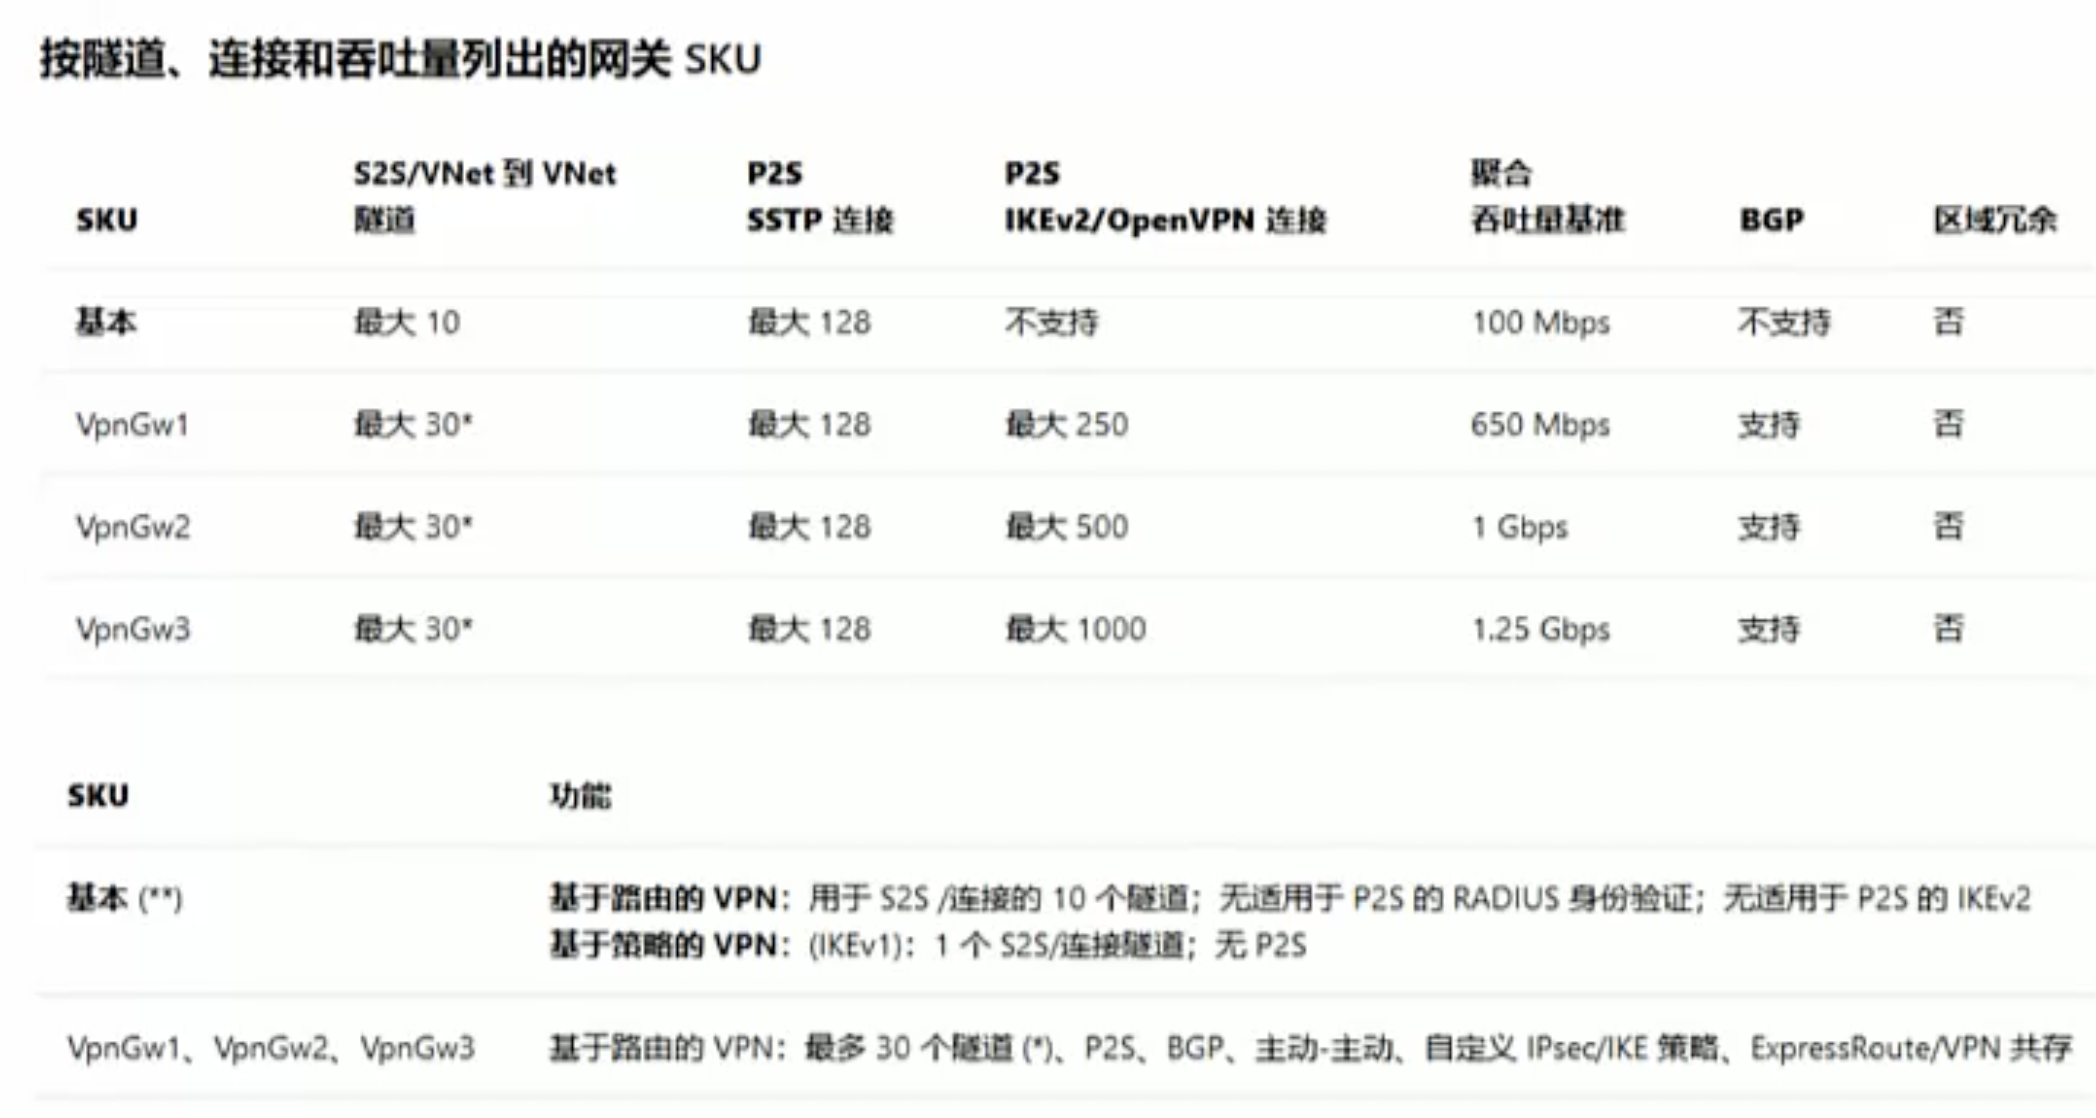 按隧道、连接和吞吐量列出的网关 SKU
SKU S2S/VNet 到 VNet 隧道 P2S SSTP 连接 P2S IKEv2/OpenVPN 连接 聚合 吞吐量基准 BGP 区域冗余
基本 最大 10 最大 128 不支持 100 Mbps 不支持 否
VpnGw1 最大 30* 最大 128 最大 250 650 Mbps 支持 否
VpnGw2 最大 30* 最大 128 最大 500 1 Gbps 支持 否
VpnGw3 最大 30* 最大 128 最大 1000 1.25 Gbps 支持 否
SKU 功能
基本 (**) 基于路由的 VPN：用于 S2S /连接的 10 个隧道；无适用于 P2S 的 RADIUS 身份验证；无适用于 P2S 的 IKEv2
基于策略的 VPN：(IKEv1)：1 个 S2S/连接隧道；无 P2S
VpnGw1、VpnGw2、VpnGw3 基于路由的 VPN：最多 30 个隧道 (*)、P2S、BGP、主动-主动、自定义 IPsec/IKE 策略、ExpressRoute/VPN 共存